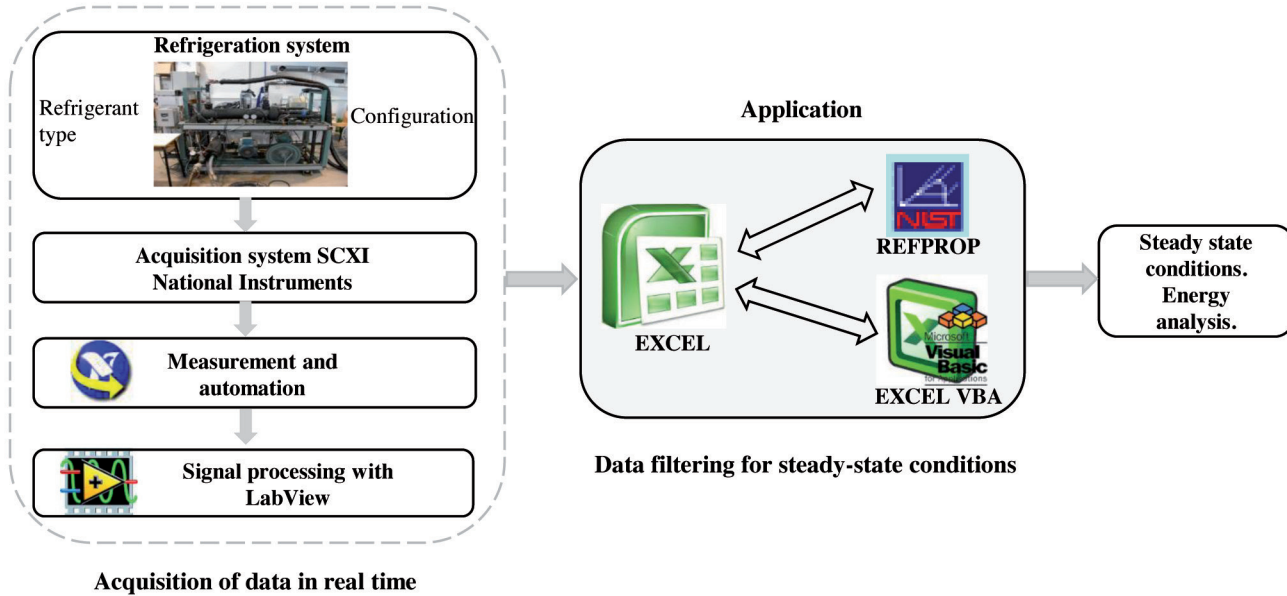 Refrigeration system
Refrigerant
type
Configuration
Acquisition system SCXI
National Instruments
Measurement and
automation
Signal processing with
LabView
Acquisition of data in real time
Application
EXCEL
NIST
REFPROP
Microsoft
Visual
Basic
for Applications
EXCEL VBA
Data filtering for steady-state conditions
Steady state
conditions.
Energy
analysis.